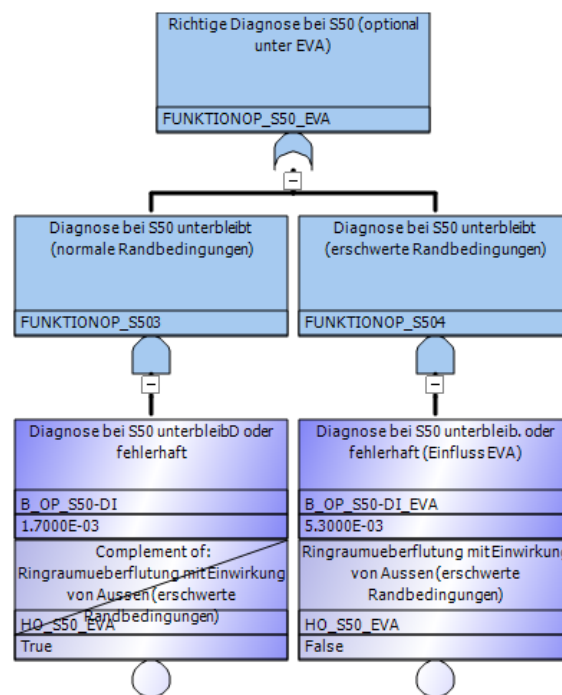 Richtige Diagnose bei S50 (optional
unter EVA)
FUNKTIONOP_S50_EVA
Diagnose bei S50 unterbleibt
(normale Randbedingungen)
FUNKTIONOP_S503
Diagnose bei S50 unterbleibt
(erschwerte Randbedingungen)
FUNKTIONOP_S504
Diagnose bei S50 unterbleibD oder
fehlerhaft
B_OP_S50-DI
1.7000E-03
Complement of:
Ringraumueberflutung mit Einwirkung
von Aussen (erschwerte
Randbedingungen)
HO_S50_EVA
True
Diagnose bei S50 unterbleib. oder
fehlerhaft (Einfluss EVA)
B_OP_S50-DI_EVA
5.3000E-03
Ringraumueberflutung mit Einwirkung
von Aussen (erschwerte
Randbedingungen)
HO_S50_EVA
False